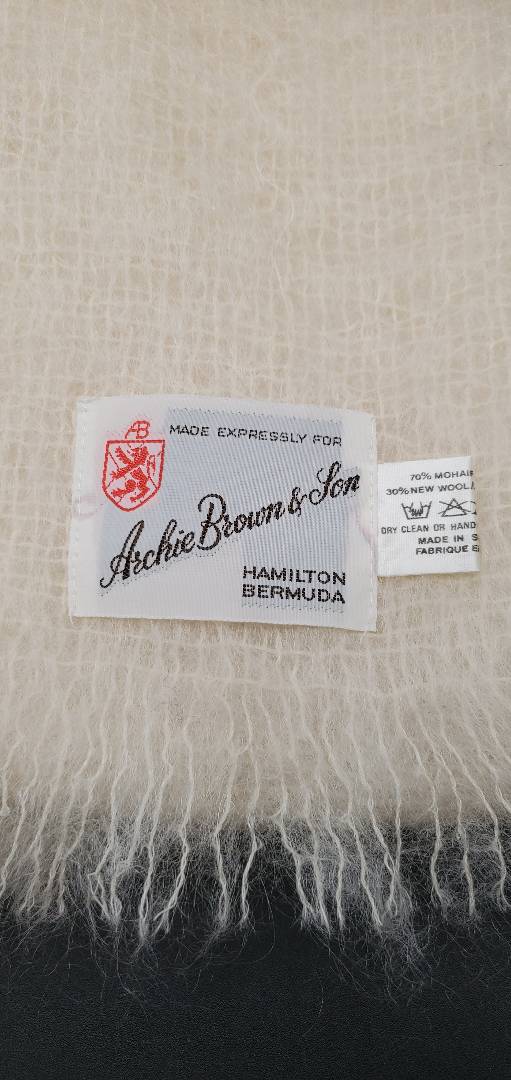 AB
MADE EXPRESSLY FOR
Archie Brown & Son
HAMILTON
BERMUDA
70% MOHAI
30% NEW WOOL/
DRY CLEAN OR HAND
MADE IN S
FABRIQUE E